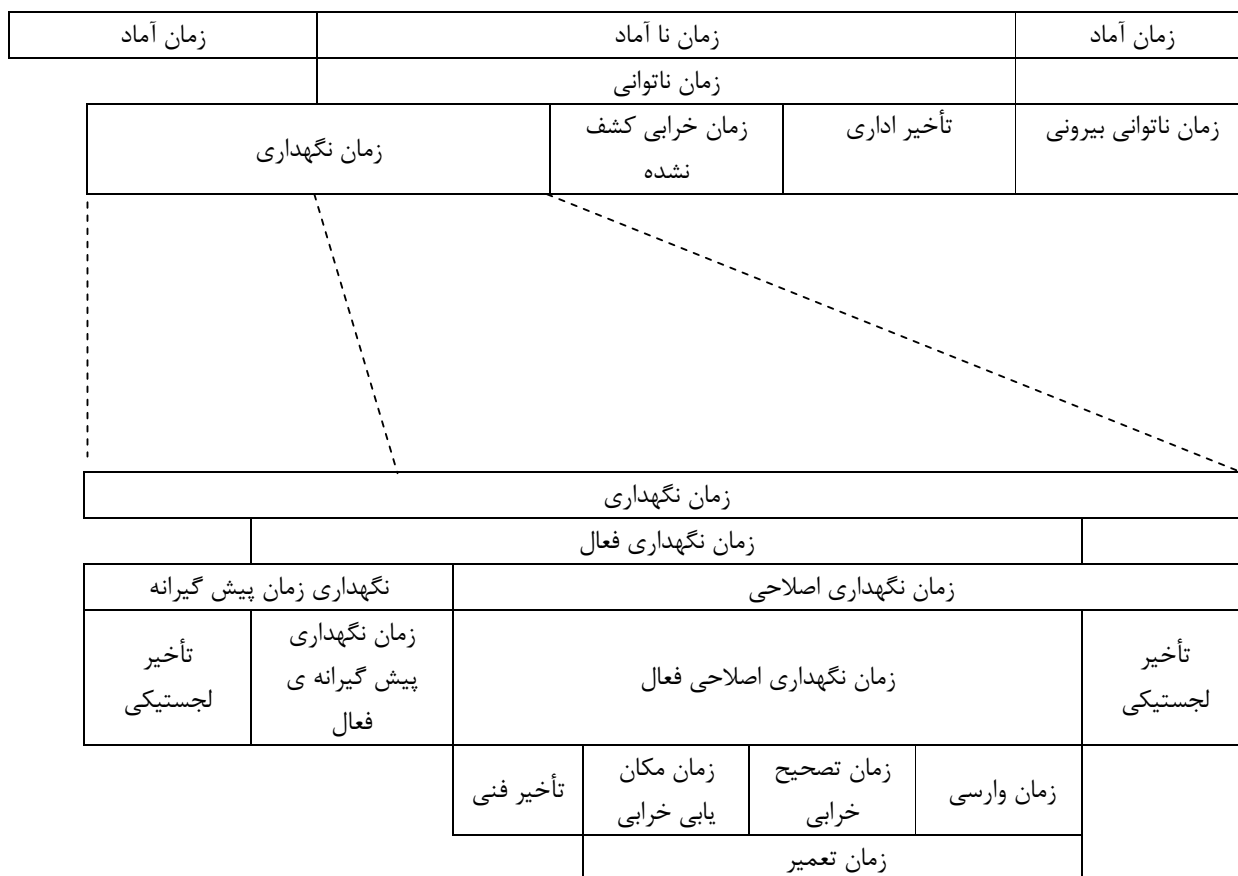 زمان آماد
زمان نا آماد
زمان آماد
زمان ناتوانی
زمان ناتوانی بیرونی
تأخیر اداری
زمان خرابی کشف
نشده
زمان نگهداری
زمان نگهداری
زمان نگهداری فعال
زمان نگهداری اصلاحی
نگهداری زمان پیش گیرانه
تأخیر
لجستیکی
زمان نگهداری اصلاحی فعال
زمان نگهداری
پیش گیرانه ی
فعال
تأخیر
لجستیکی
زمان وارسی
زمان تصحیح
خرابی
زمان مکان
یابی خرابی
تأخیر فنی
زمان تعمیر